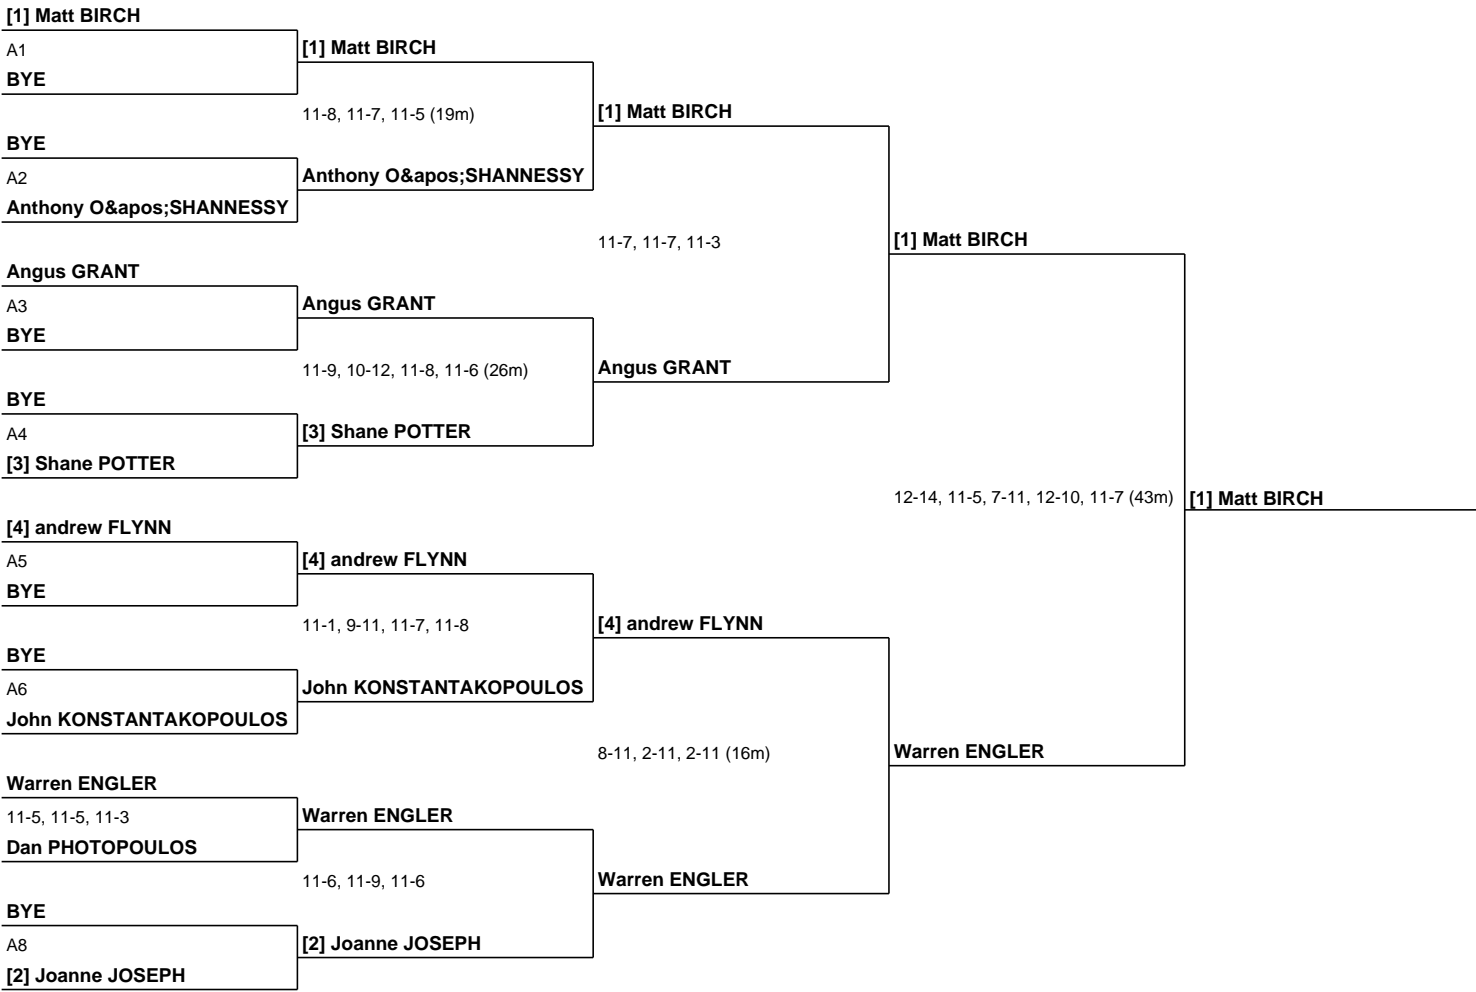 [1] Matt BIRCH
A1
BYE
BYE
A2
Anthony O&apos;SHANNESSY
Angus GRANT
A3
BYE
BYE
A4
[3] Shane POTTER
[4] andrew FLYNN
A5
BYE
BYE
A6
John KONSTANTAKOPOULOS
Warren ENGLER
11-5, 11-5, 11-3
Dan PHOTOPOULOS
BYE
A8
[2] Joanne JOSEPH
[1] Matt BIRCH
11-8, 11-7, 11-5 (19m)
Anthony O&apos;SHANNESSY
Angus GRANT
11-9, 10-12, 11-8, 11-6 (26m)
[3] Shane POTTER
[4] andrew FLYNN
11-1, 9-11, 11-7, 11-8
John KONSTANTAKOPOULOS
Warren ENGLER
11-6, 11-9, 11-6
[2] Joanne JOSEPH
[1] Matt BIRCH
11-7, 11-7, 11-3
Angus GRANT
[4] andrew FLYNN
8-11, 2-11, 2-11 (16m)
Warren ENGLER
[1] Matt BIRCH
12-14, 11-5, 7-11, 12-10, 11-7 (43m)
Warren ENGLER
[1] Matt BIRCH